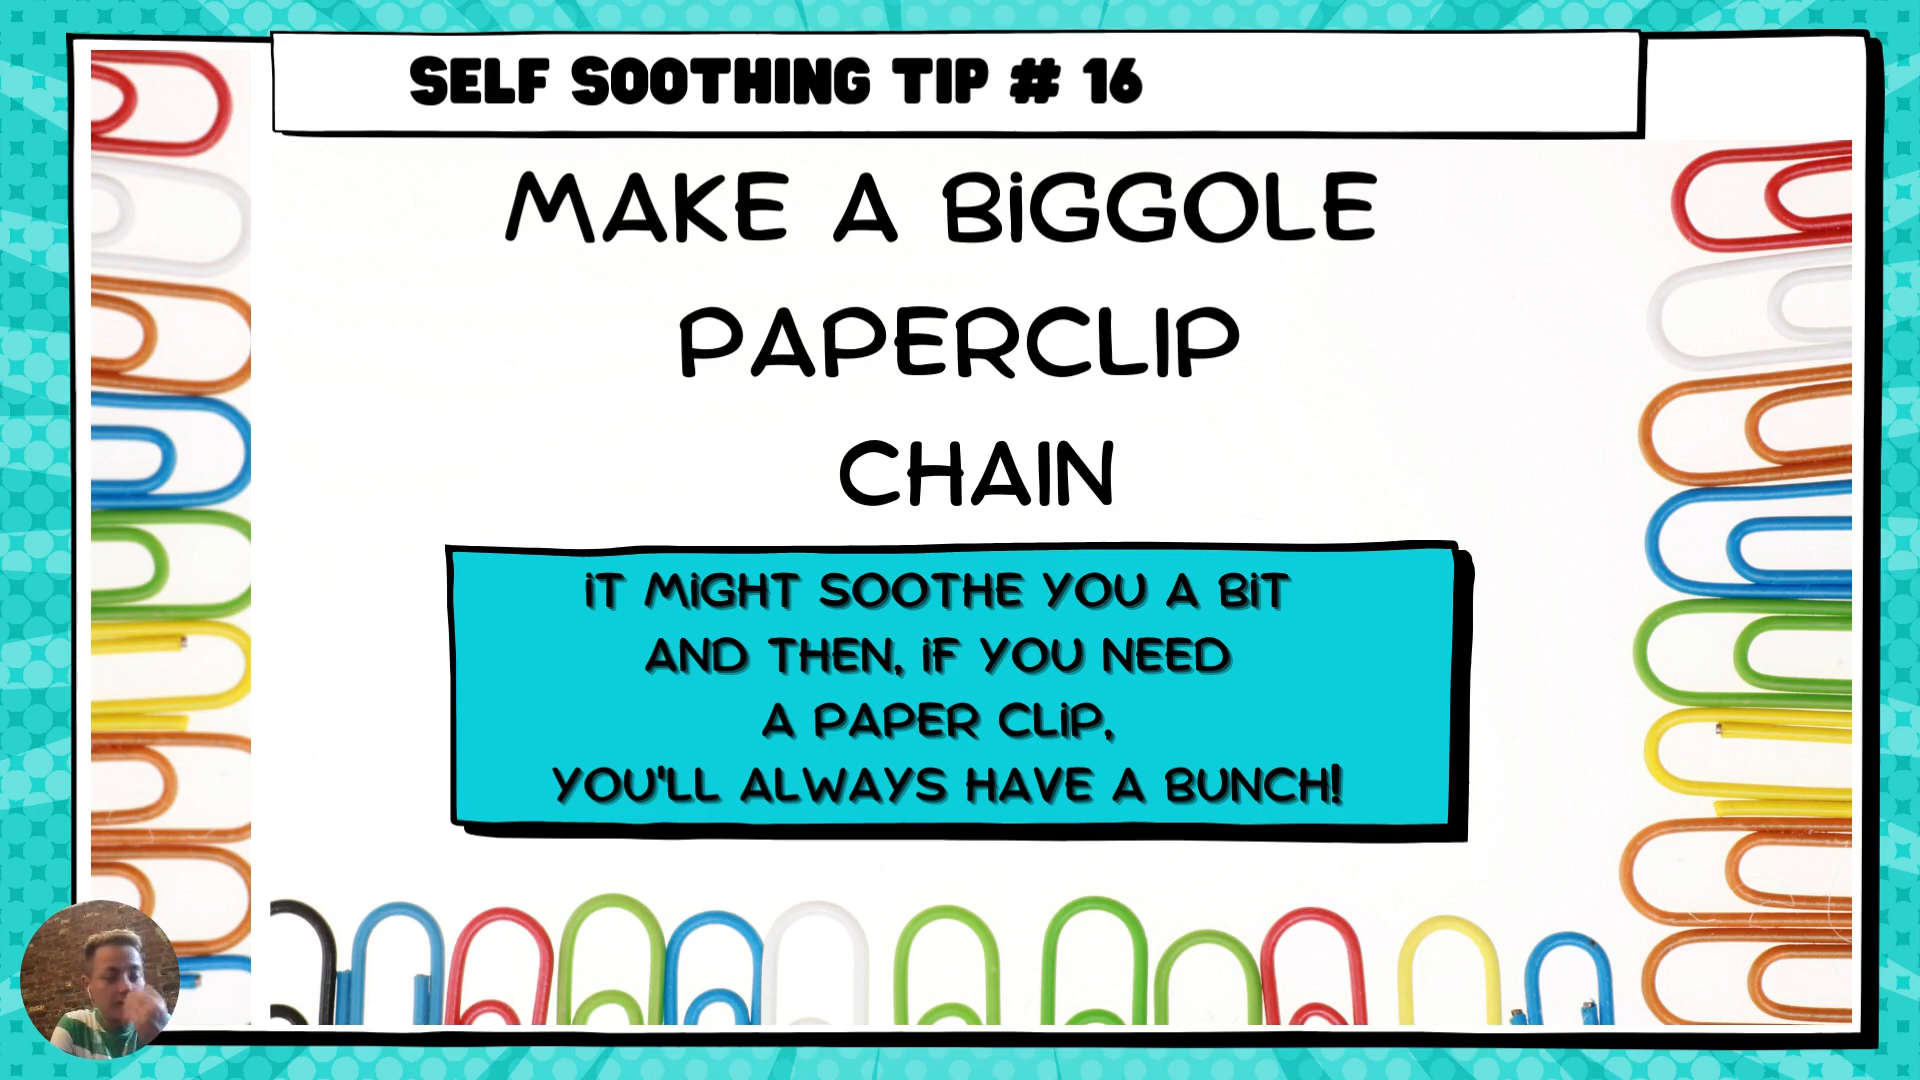 SELF SOOTHING TIP # 16
MAKE A BiGGOLE
PAPERCLIP
CHAIN
iT MiGHT SOOTHE YOU A BiT
AND THEN, iF YOU NEED
A PAPER CLiP,
YOU'LL ALWAYS HAVE A BUNCH!